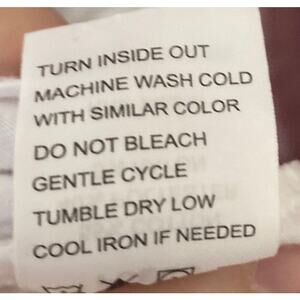 TURN INSIDE OUT
MACHINE WASH COLD
WITH SIMILAR COLOR
DO NOT BLEACH
GENTLE CYCLE
TUMBLE DRY LOW
COOL IRON IF NEEDED